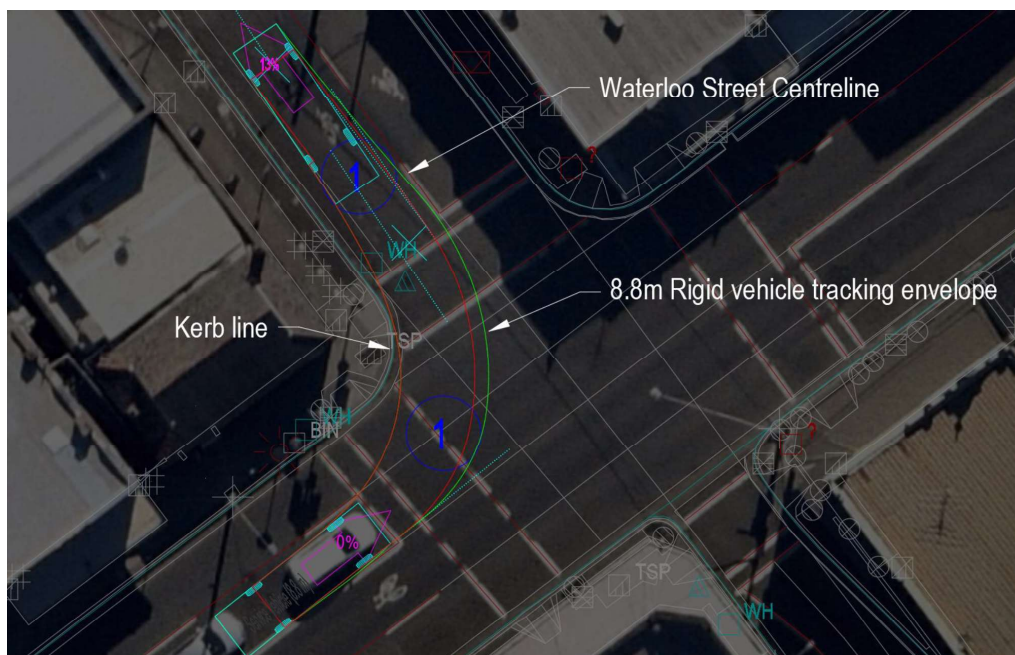 13%
Waterloo Street Centreline
1
WH
8.8m Rigid vehicle tracking envelope
Kerb line
TSP
WH
BIN
1
0%
TSP
WH
?
?